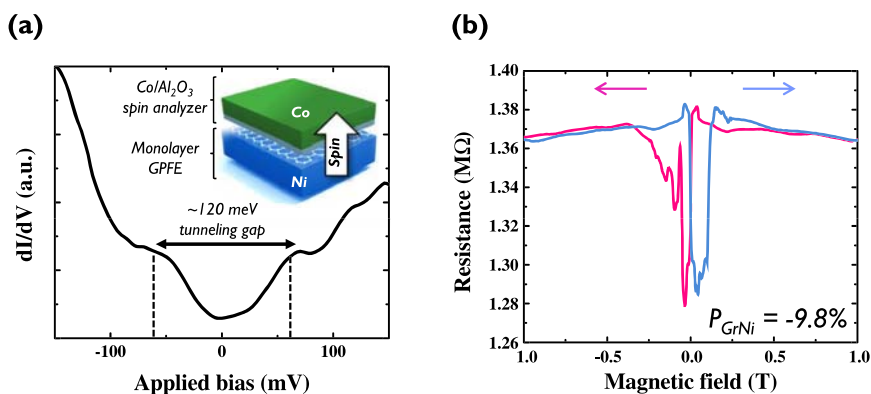 (a)
(b)
Co/Al₂O₃
spin analyzer
Monolayer
GPFE
Co
Spin
Ni
~120 meV
tunneling gap
dI/dV (a.u.)
-100
0
100
Applied bias (mV)
1.40
1.38
1.36
1.34
1.32
1.30
1.28
1.26
Resistance (MΩ)
P_GrNi = -9.8%
1.0
-0.5
0.0
0.5
1.0
Magnetic field (T)